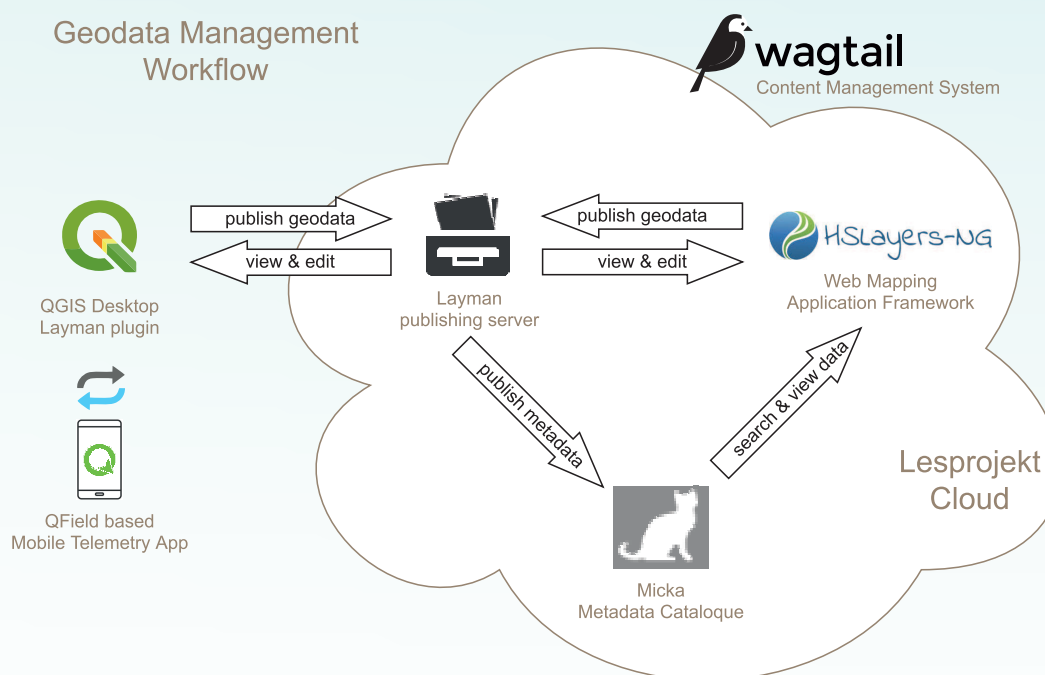 Geodata Management
Workflow
wagtail
Content Management System
publish geodata
view & edit
publish geodata
view & edit
HSLayers-NG
QGIS Desktop
Layman plugin
Layman
publishing server
Web Mapping
Application Framework
publish metadata
search & view data
Lesprojekt
Cloud
QField based
Mobile Telemetry App
Micka
Metadata Cataloque